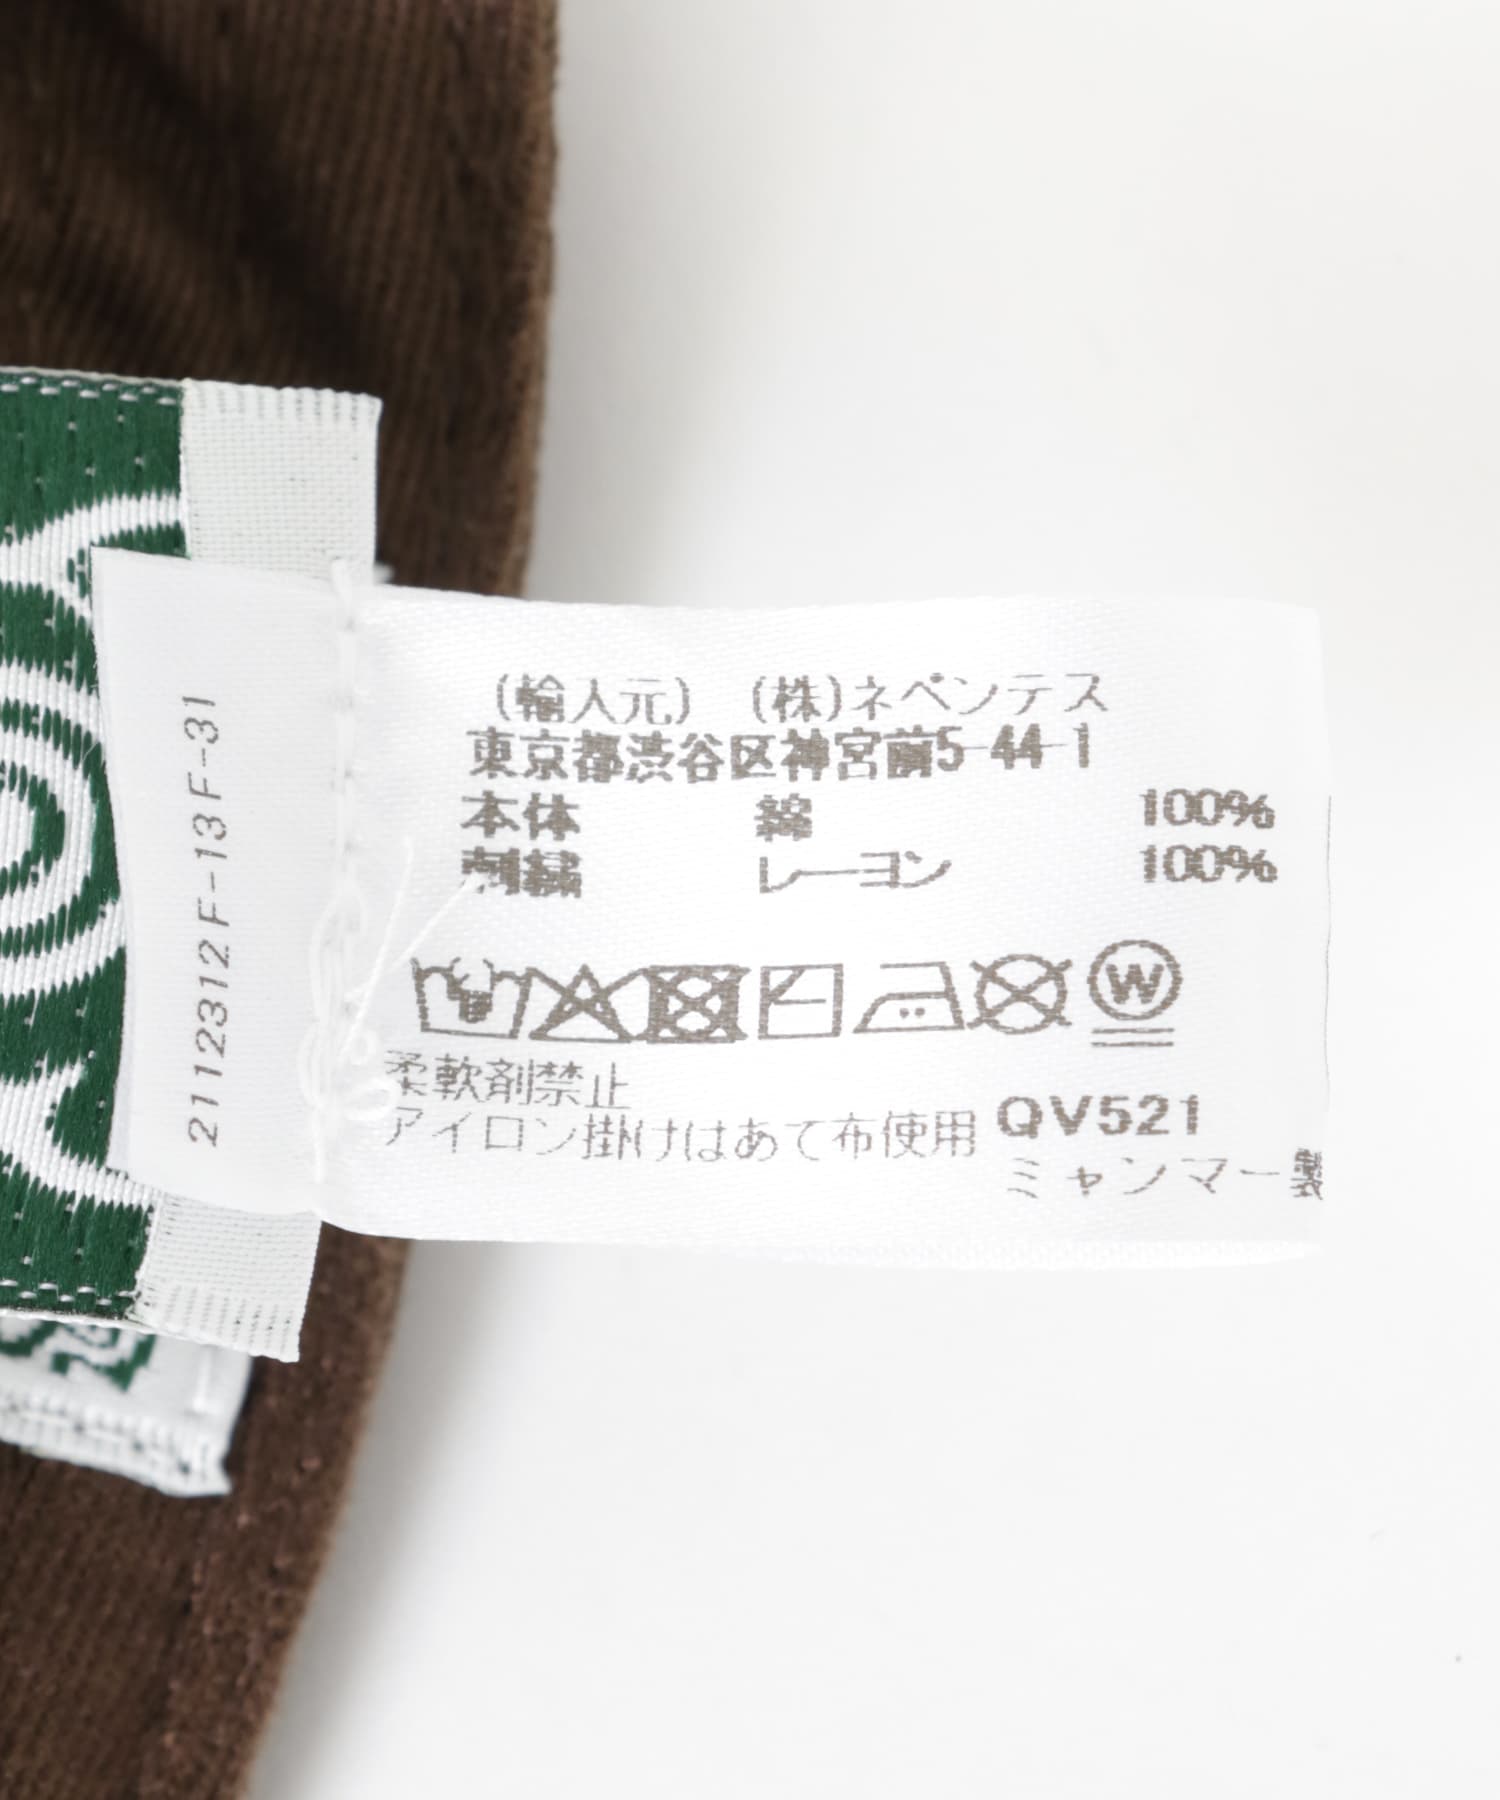 (輸入元) (株)ネペンテス
東京都渋谷区神宮前5-44-1
本体 綿 100%
刺繍 レーヨン 100%
W
柔軟剤禁止
アイロン掛けはあて布使用
QV521
ミャンマー製
2112312F-13F-31